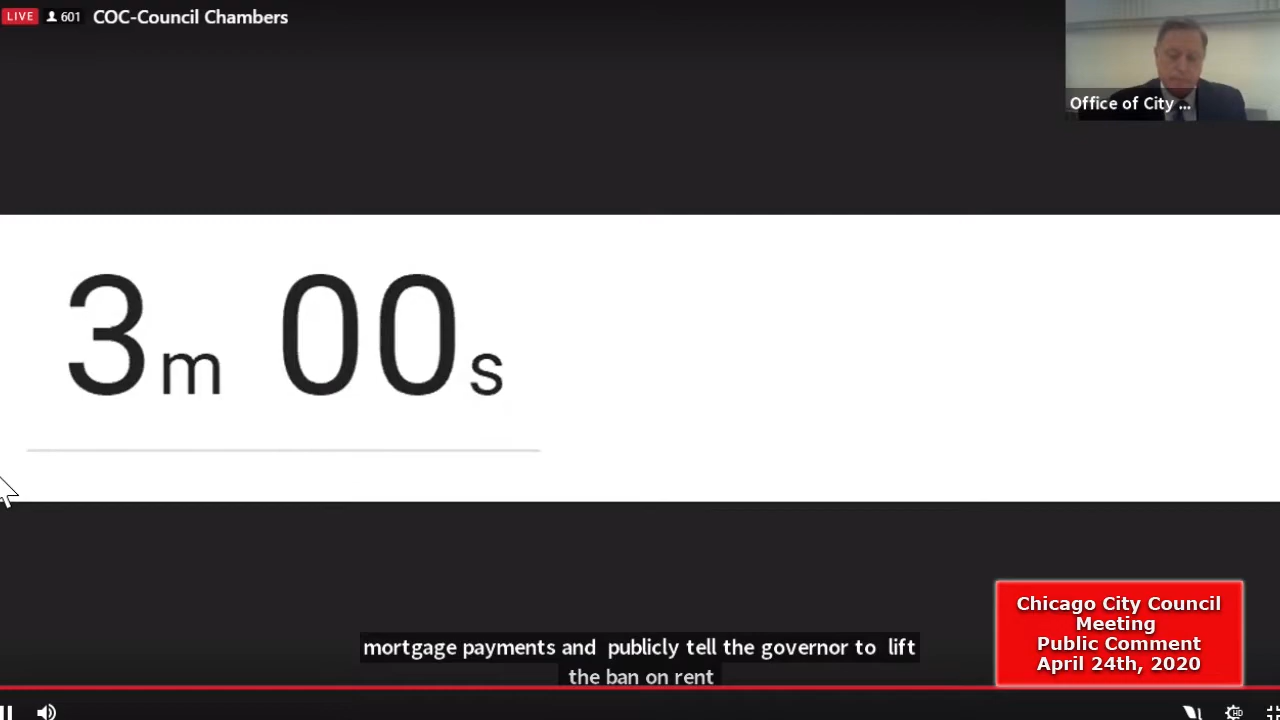 LIVE 601 COC-Council Chambers
Office of City ...
3m 00s
mortgage payments and publicly tell the governor to lift
the ban on rent
Chicago City Council
Meeting
Public Comment
April 24th, 2020
HD